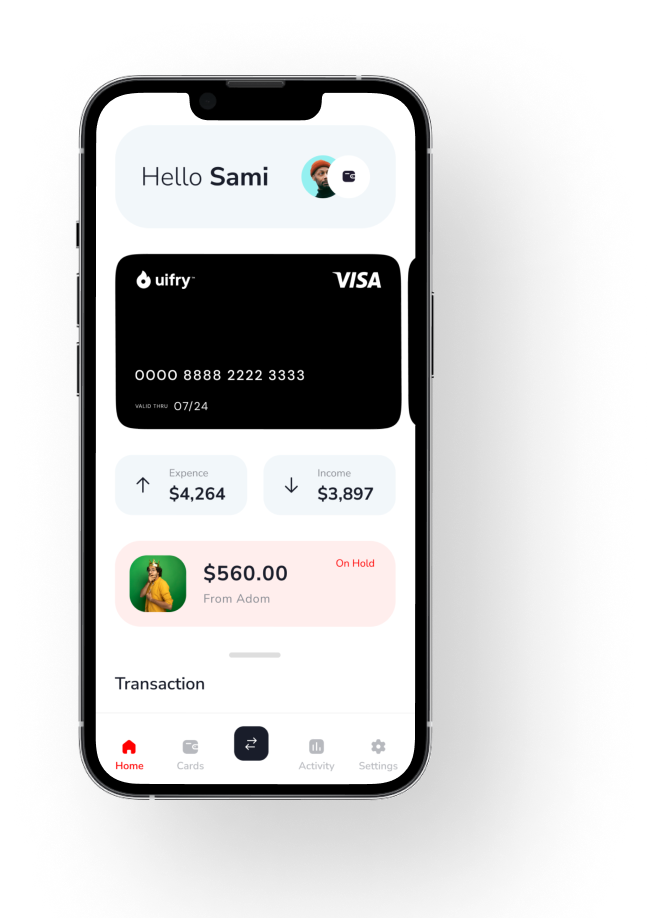 Hello Sami
uifry™
VISA
0000 8888 2222 3333
VALID THRU 07/24
Expence
$4,264
Income
$3,897
$560.00
On Hold
From Adom
Transaction
Home
Cards
Activity
Settings